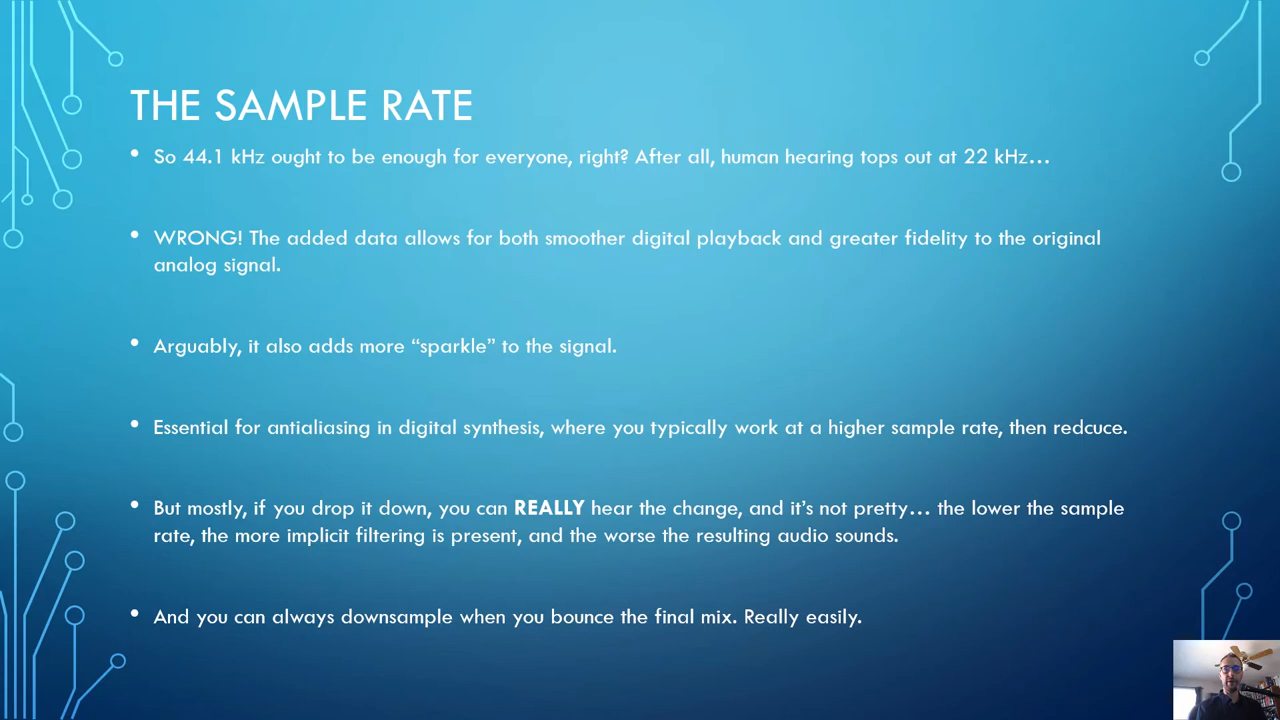 THE SAMPLE RATE
• So 44.1 kHz ought to be enough for everyone, right? After all, human hearing tops out at 22 kHz…
• WRONG! The added data allows for both smoother digital playback and greater fidelity to the original
analog signal.
• Arguably, it also adds more “sparkle” to the signal.
• Essential for antialiasing in digital synthesis, where you typically work at a higher sample rate, then redcuce.
• But mostly, if you drop it down, you can REALLY hear the change, and it’s not pretty… the lower the sample
rate, the more implicit filtering is present, and the worse the resulting audio sounds.
• And you can always downsample when you bounce the final mix. Really easily.